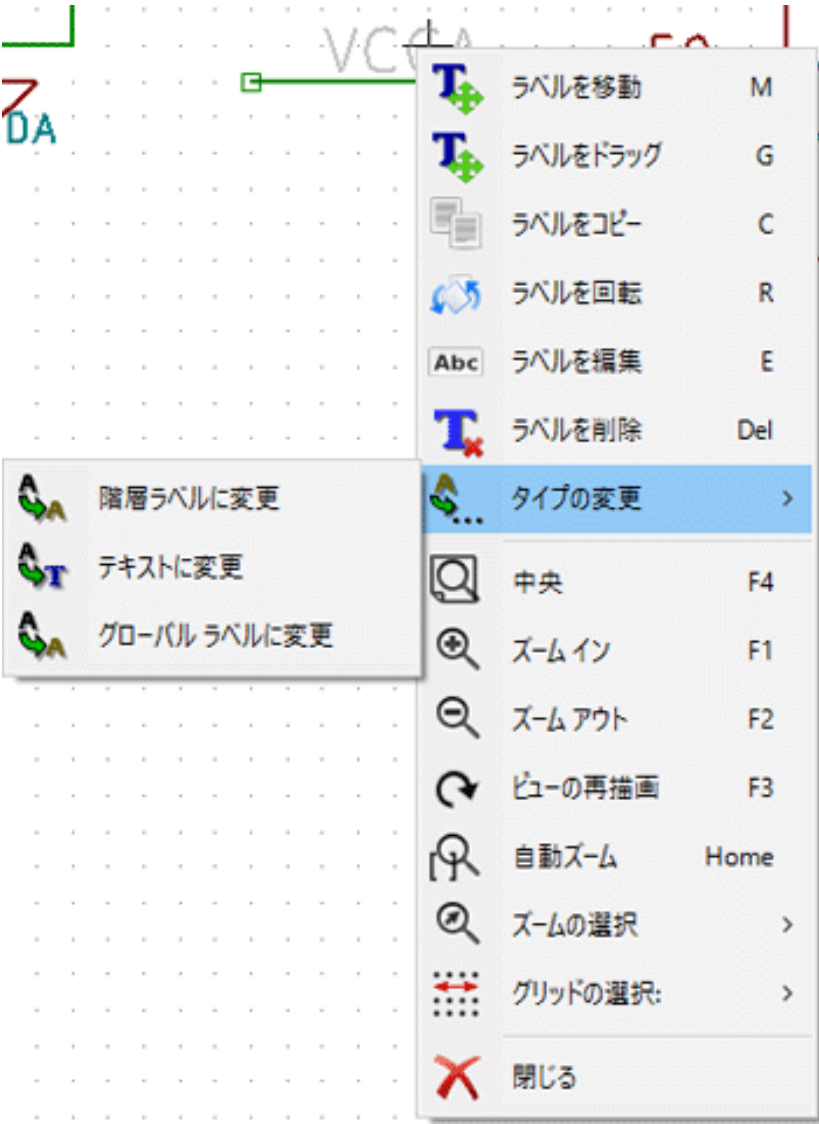 VCCA
DA
ラベルを移動 M
ラベルをドラッグ G
ラベルをコピー C
ラベルを回転 R
Abc ラベルを編集 E
ラベルを削除 Del
タイプの変更 >
階層ラベルに変更
テキストに変更
グローバル ラベルに変更
中央 F4
ズーム イン F1
ズーム アウト F2
ビューの再描画 F3
自動ズーム Home
ズームの選択 >
グリッドの選択: >
閉じる